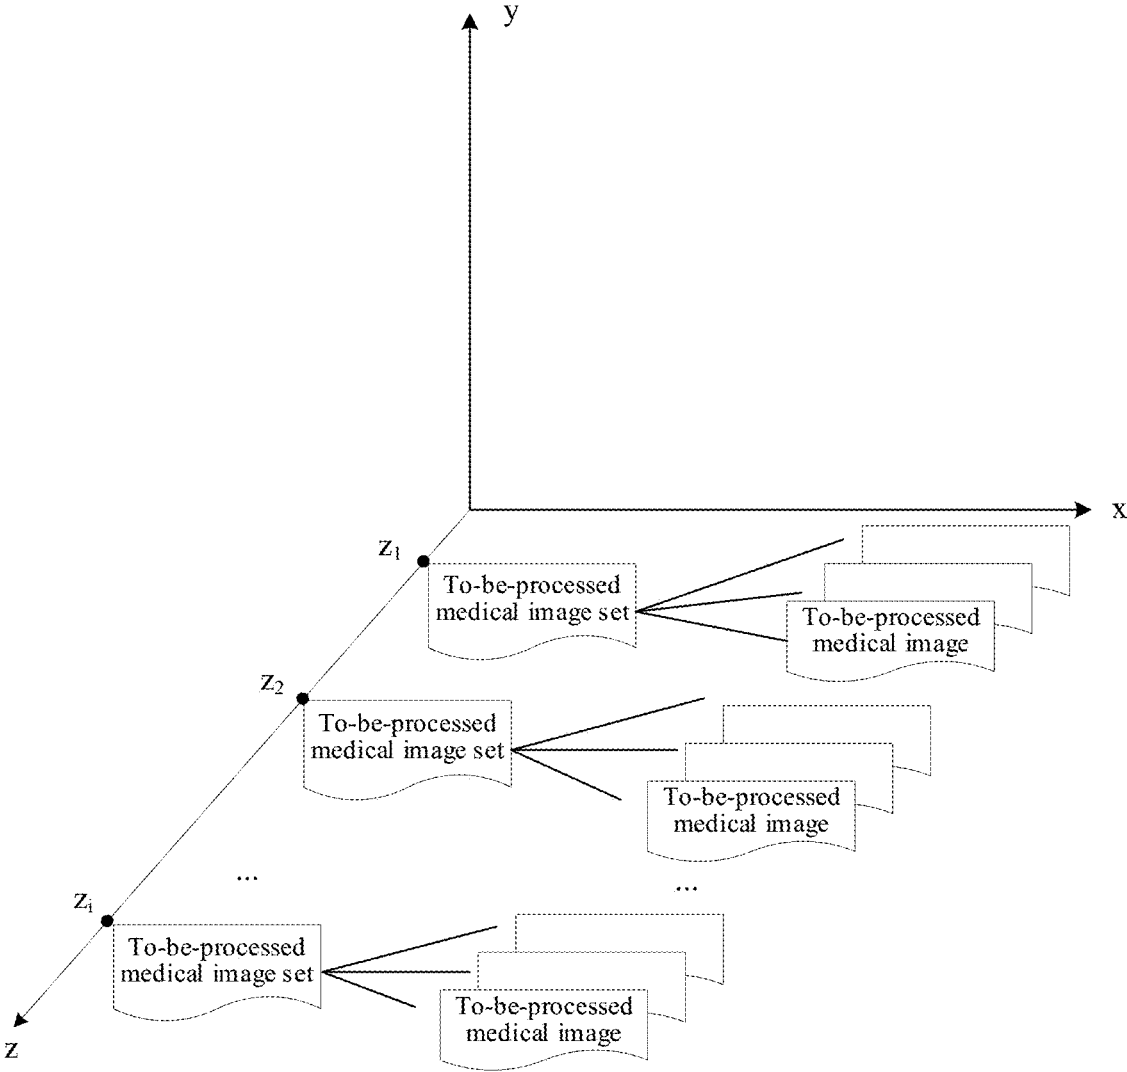 y
x
z₁
To-be-processed
medical image set
To-be-processed
medical image
z₂
To-be-processed
medical image set
To-be-processed
medical image
...
...
zᵢ
To-be-processed
medical image set
To-be-processed
medical image
z